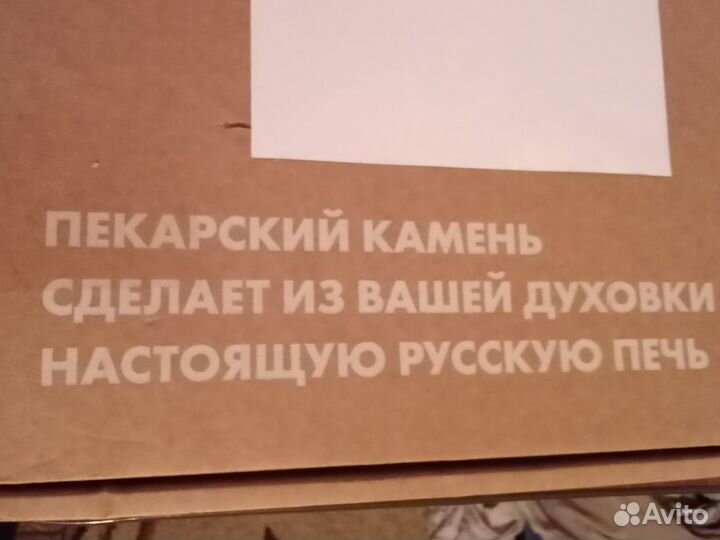 ПЕКАРСКИЙ КАМЕНЬ
СДЕЛАЕТ ИЗ ВАШЕЙ ДУХОВКИ
НАСТОЯЩУЮ РУССКУЮ ПЕЧЬ
Avito